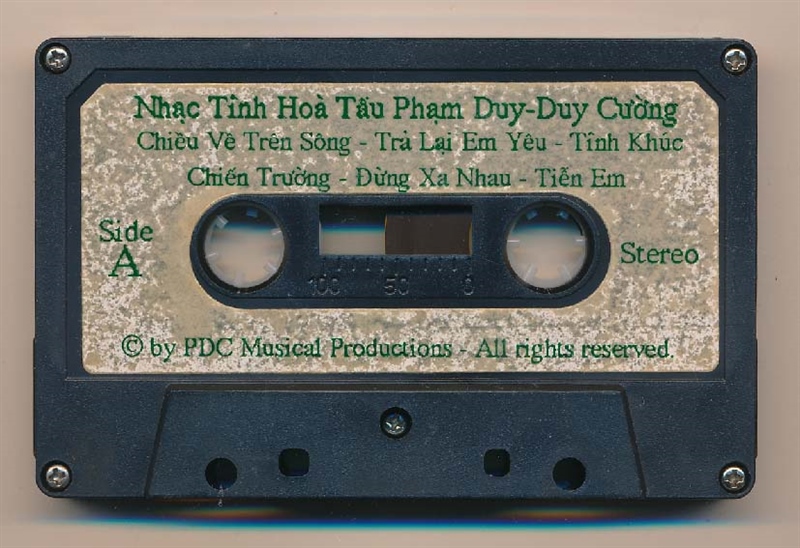 Nhạc Tình Hoà Tấu Phạm Duy-Duy Cường
Chiều Về Trên Sông - Trả Lại Em Yêu - Tình Khúc
Chiến Trường - Đừng Xa Nhau - Tiễn Em
Side
A
Stereo
100 50 0
© by PDC Musical Productions - All rights reserved.